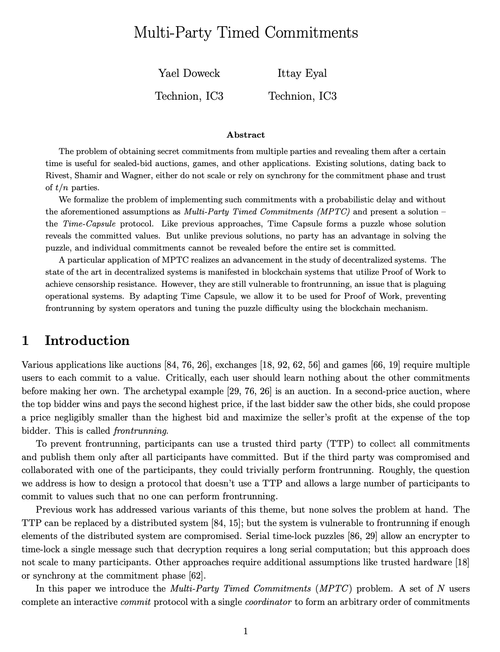 Multi-Party Timed Commitments
Yael Doweck Ittay Eyal
Technion, IC3 Technion, IC3
Abstract
The problem of obtaining secret commitments from multiple parties and revealing them after a certain
time is useful for sealed-bid auctions, games, and other applications. Existing solutions, dating back to
Rivest, Shamir and Wagner, either do not scale or rely on synchrony for the commitment phase and trust
of t/n parties.
We formalize the problem of implementing such commitments with a probabilistic delay and without
the aforementioned assumptions as Multi-Party Timed Commitments (MPTC) and present a solution –
the Time-Capsule protocol. Like previous approaches, Time Capsule forms a puzzle whose solution
reveals the committed values. But unlike previous solutions, no party has an advantage in solving the
puzzle, and individual commitments cannot be revealed before the entire set is committed.
A particular application of MPTC realizes an advancement in the study of decentralized systems. The
state of the art in decentralized systems is manifested in blockchain systems that utilize Proof of Work to
achieve censorship resistance. However, they are still vulnerable to frontrunning, an issue that is plaguing
operational systems. By adapting Time Capsule, we allow it to be used for Proof of Work, preventing
frontrunning by system operators and tuning the puzzle difficulty using the blockchain mechanism.
1 Introduction
Various applications like auctions [84, 76, 26], exchanges [18, 92, 62, 56] and games [66, 19] require multiple
users to each commit to a value. Critically, each user should learn nothing about the other commitments
before making her own. The archetypal example [29, 76, 26] is an auction. In a second-price auction, where
the top bidder wins and pays the second highest price, if the last bidder saw the other bids, she could propose
a price negligibly smaller than the highest bid and maximize the seller's profit at the expense of the top
bidder. This is called frontrunning.
To prevent frontrunning, participants can use a trusted third party (TTP) to collect all commitments
and publish them only after all participants have committed. But if the third party was compromised and
collaborated with one of the participants, they could trivially perform frontrunning. Roughly, the question
we address is how to design a protocol that doesn't use a TTP and allows a large number of participants to
commit to values such that no one can perform frontrunning.
Previous work has addressed various variants of this theme, but none solves the problem at hand. The
TTP can be replaced by a distributed system [84, 15]; but the system is vulnerable to frontrunning if enough
elements of the distributed system are compromised. Serial time-lock puzzles [86, 29] allow an encrypter to
time-lock a single message such that decryption requires a long serial computation; but this approach does
not scale to many participants. Other approaches require additional assumptions like trusted hardware [18]
or synchrony at the commitment phase [62].
In this paper we introduce the Multi-Party Timed Commitments (MPTC) problem. A set of N users
complete an interactive commit protocol with a single coordinator to form an arbitrary order of commitments
1